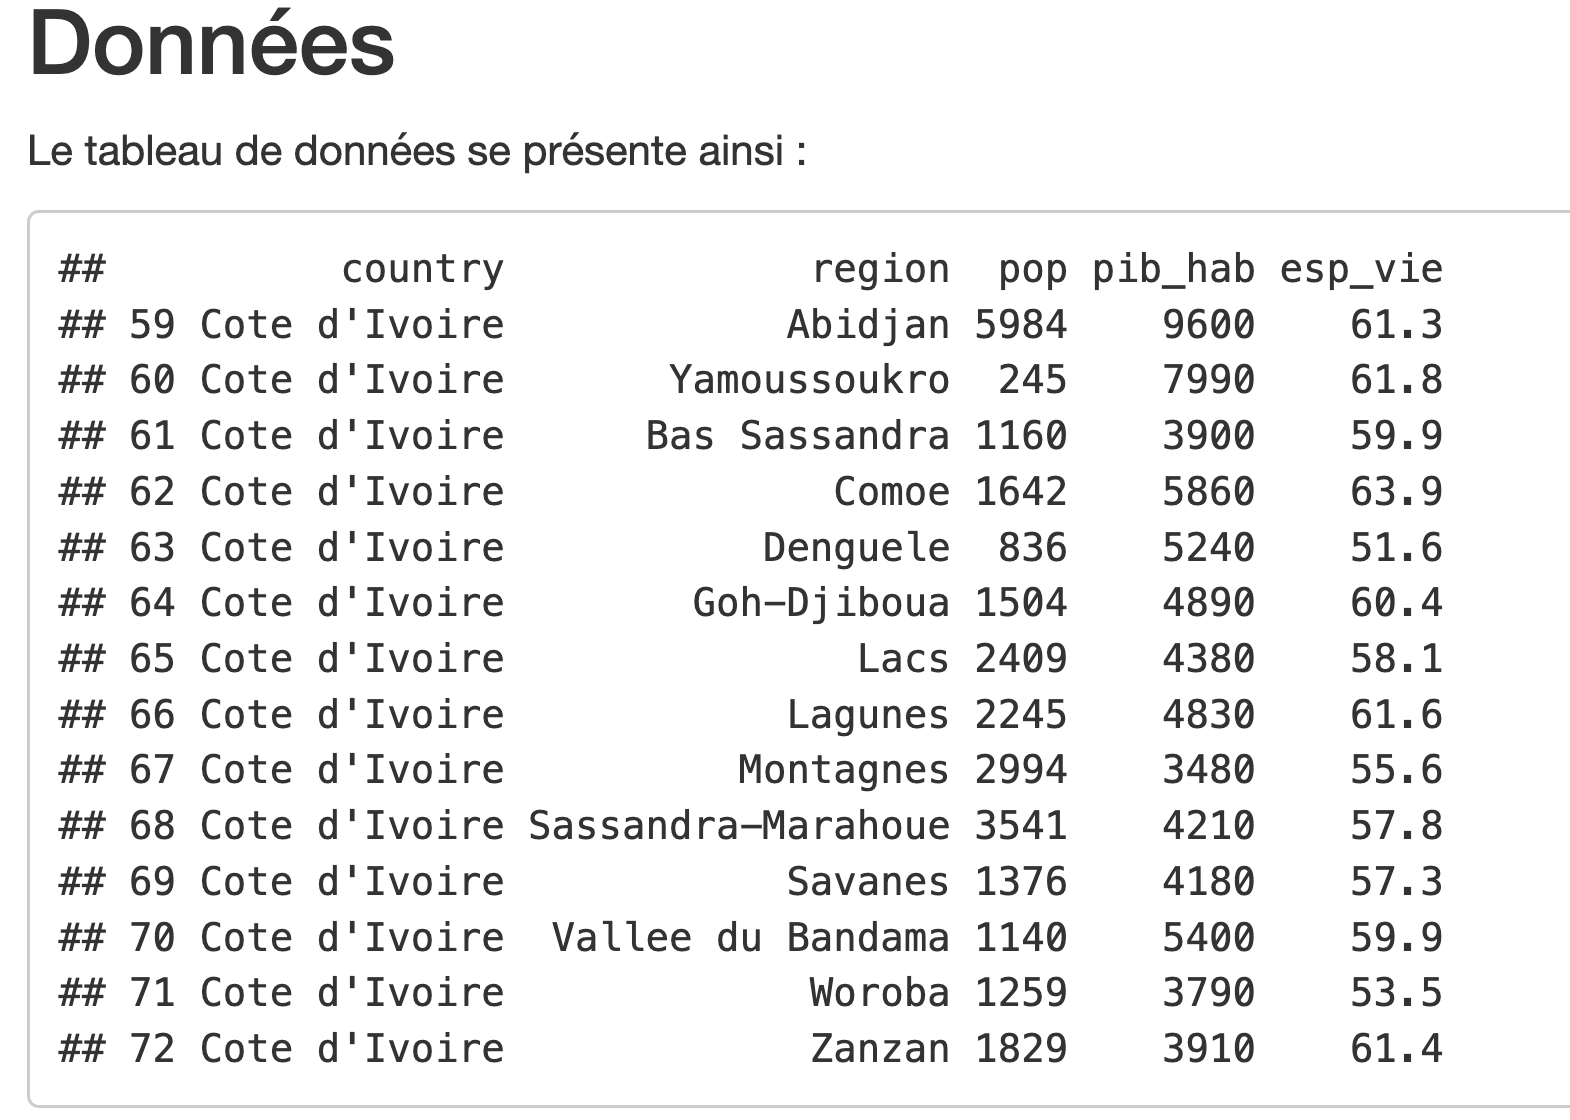 Données
Le tableau de données se présente ainsi :
##          country            region  pop pib_hab esp_vie
## 59 Cote d'Ivoire           Abidjan 5984    9600    61.3
## 60 Cote d'Ivoire      Yamoussoukro  245    7990    61.8
## 61 Cote d'Ivoire     Bas Sassandra 1160    3900    59.9
## 62 Cote d'Ivoire             Comoe 1642    5860    63.9
## 63 Cote d'Ivoire          Denguele  836    5240    51.6
## 64 Cote d'Ivoire       Goh-Djiboua 1504    4890    60.4
## 65 Cote d'Ivoire              Lacs 2409    4380    58.1
## 66 Cote d'Ivoire           Lagunes 2245    4830    61.6
## 67 Cote d'Ivoire         Montagnes 2994    3480    55.6
## 68 Cote d'Ivoire Sassandra-Marahoue 3541    4210    57.8
## 69 Cote d'Ivoire           Savanes 1376    4180    57.3
## 70 Cote d'Ivoire  Vallee du Bandama 1140    5400    59.9
## 71 Cote d'Ivoire            Woroba 1259    3790    53.5
## 72 Cote d'Ivoire            Zanzan 1829    3910    61.4